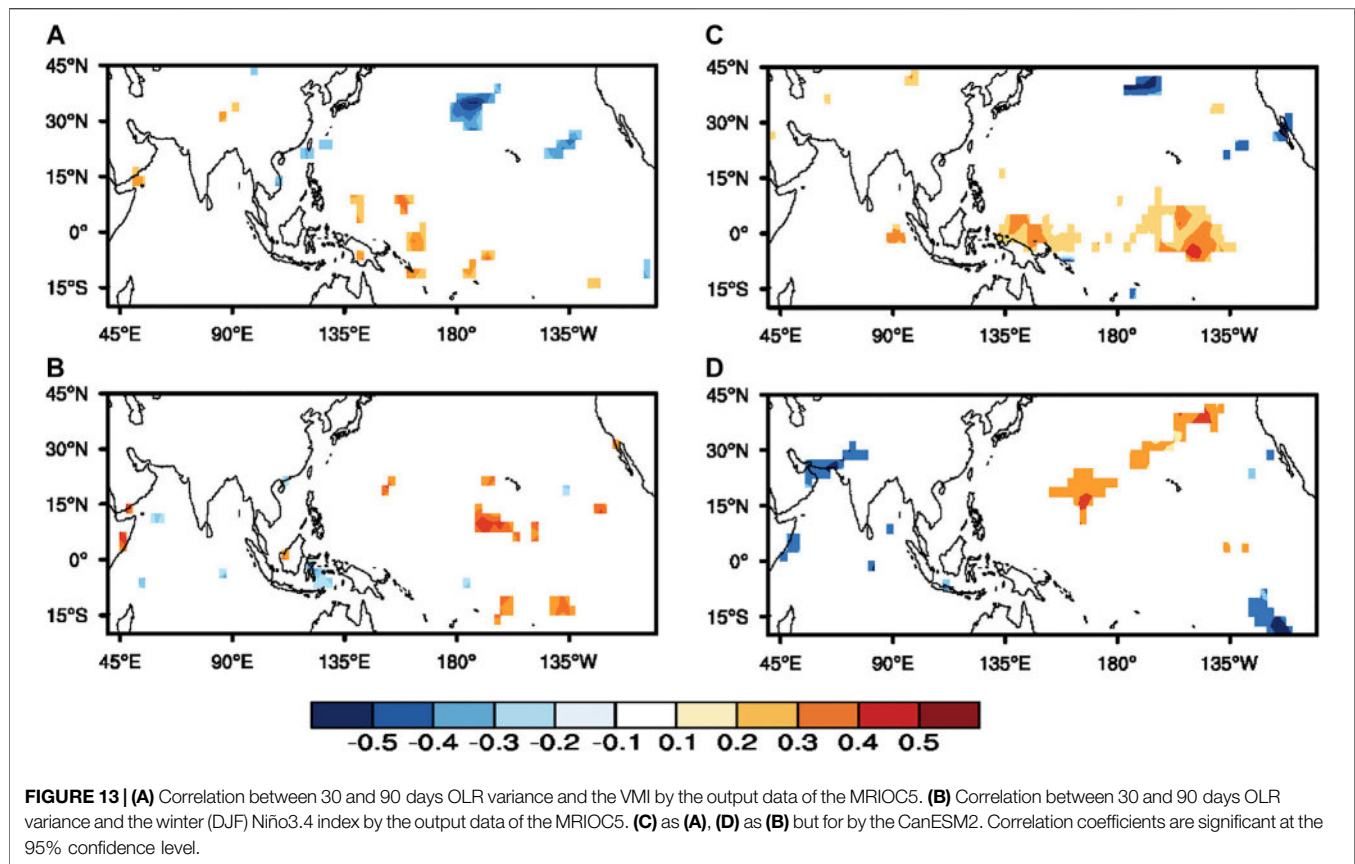 A
45°N
30°N
15°N
0°
15°S
45°E 90°E 135°E 180° 135°W
C
45°N
30°N
15°N
0°
15°S
45°E 90°E 135°E 180° 135°W
B
45°N
30°N
15°N
0°
15°S
45°E 90°E 135°E 180° 135°W
D
45°N
30°N
15°N
0°
15°S
45°E 90°E 135°E 180° 135°W
-0.5 -0.4 -0.3 -0.2 -0.1 0.1 0.2 0.3 0.4 0.5
FIGURE 13 | (A) Correlation between 30 and 90 days OLR variance and the VMI by the output data of the MRIOC5. (B) Correlation between 30 and 90 days OLR
variance and the winter (DJF) Niño3.4 index by the output data of the MRIOC5. (C) as (A), (D) as (B) but for by the CanESM2. Correlation coefficients are significant at the
95% confidence level.